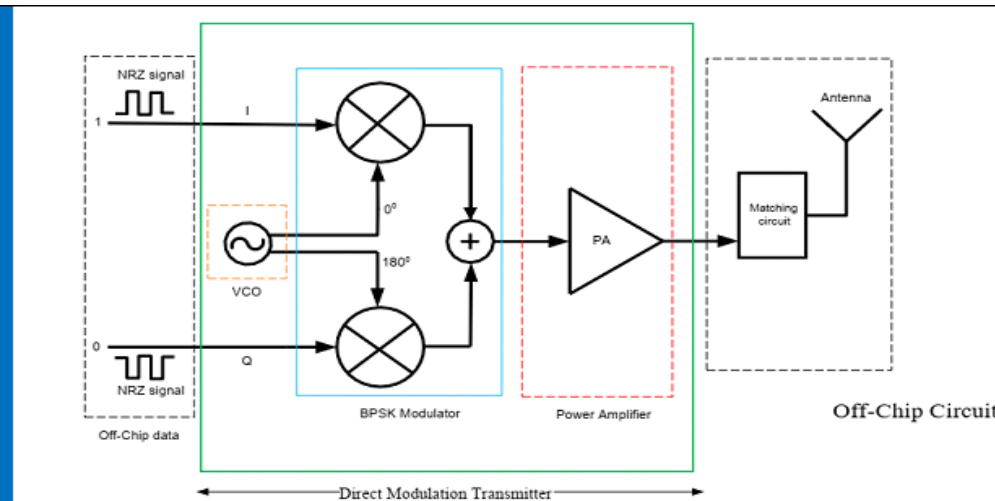 NRZ signal
1
I
0⁰
VCO
180⁰
+
0
Q
NRZ signal
Off-Chip data
BPSK Modulator
PA
Power Amplifier
Antenna
Matching
circuit
Off-Chip Circuit
Direct Modulation Transmitter